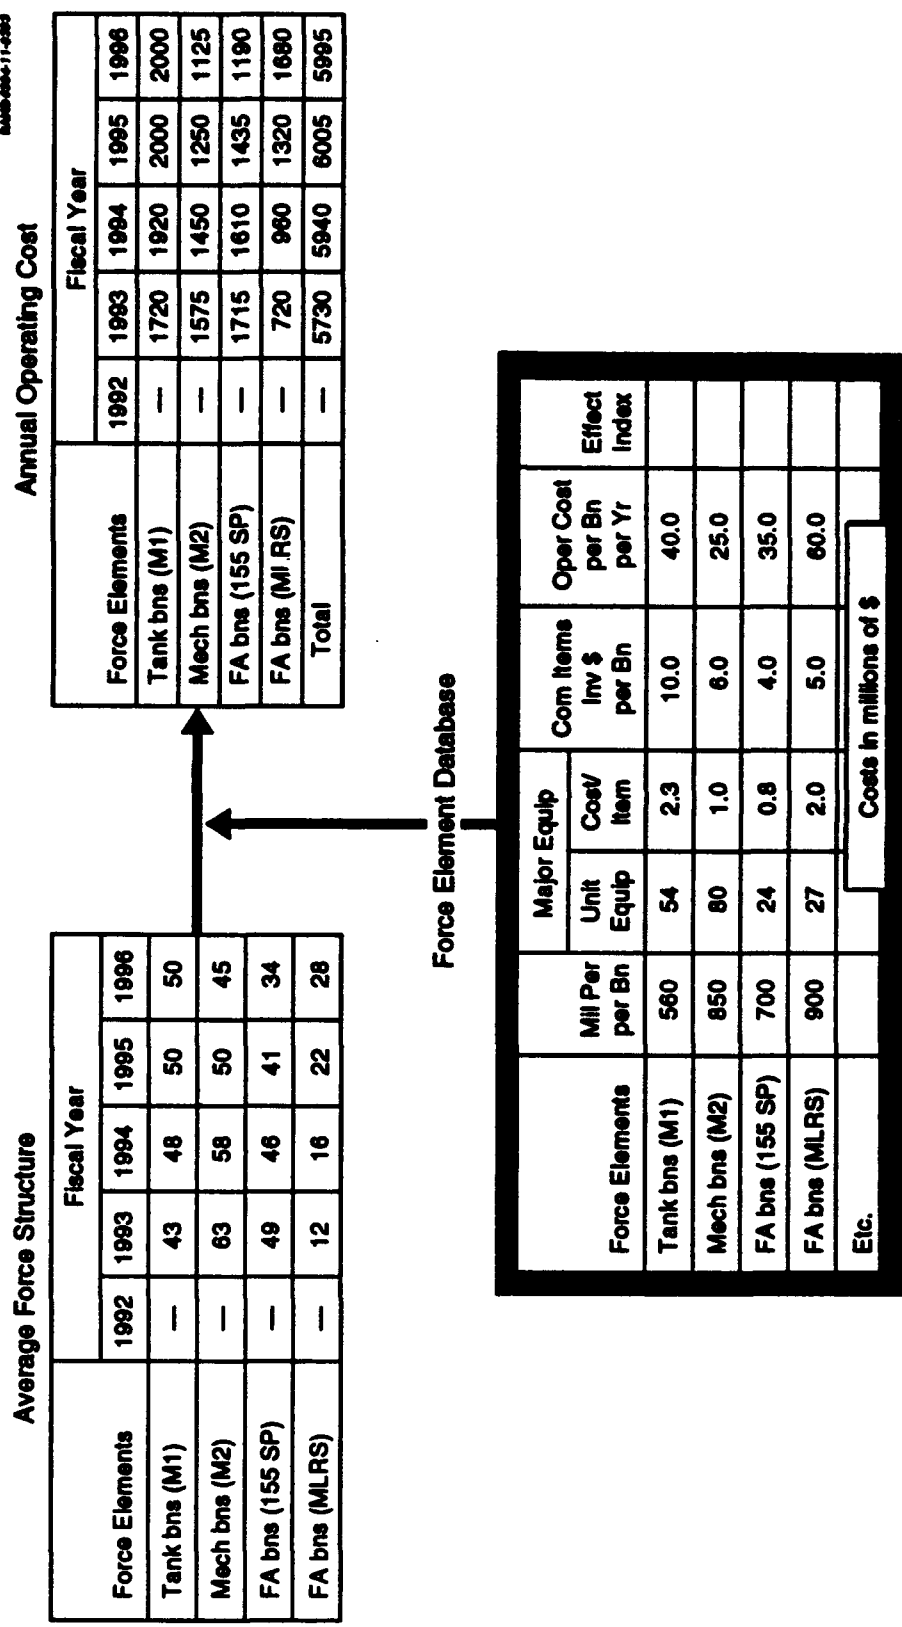 Average Force Structure
Fiscal Year
Force Elements 1992 1993 1994 1995 1996
Tank bns (M1) — 43 48 50 50
Mech bns (M2) — 63 58 50 45
FA bns (155 SP) — 49 46 41 34
FA bns (MLRS) — 12 16 22 28
Annual Operating Cost
Fiscal Year
Force Elements 1992 1993 1994 1995 1996
Tank bns (M1) — 1720 1920 2000 2000
Mech bns (M2) — 1575 1450 1250 1125
FA bns (155 SP) — 1715 1610 1435 1190
FA bns (MLRS) — 720 960 1320 1680
Total — 5730 5940 6005 5995
Force Element Database
Major Equip
Force Elements Mil Per per Bn Unit Equip Cost/ Item Com Items Inv $ per Bn Oper Cost per Bn per Yr Effect Index
Tank bns (M1) 560 54 2.3 10.0 40.0
Mech bns (M2) 850 80 1.0 6.0 25.0
FA bns (155 SP) 700 24 0.8 4.0 35.0
FA bns (MLRS) 900 27 2.0 5.0 60.0
Etc.
Costs in millions of $